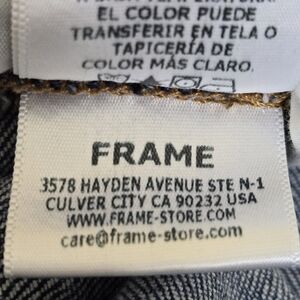 EL COLOR PUEDE
TRANSFERIR EN TELA O
TAPICERÍA DE
COLOR MÁS CLARO.
FRAME
3578 HAYDEN AVENUE STE N-1
CULVER CITY CA 90232 USA
WWW.FRAME-STORE.COM
care@frame-store.com